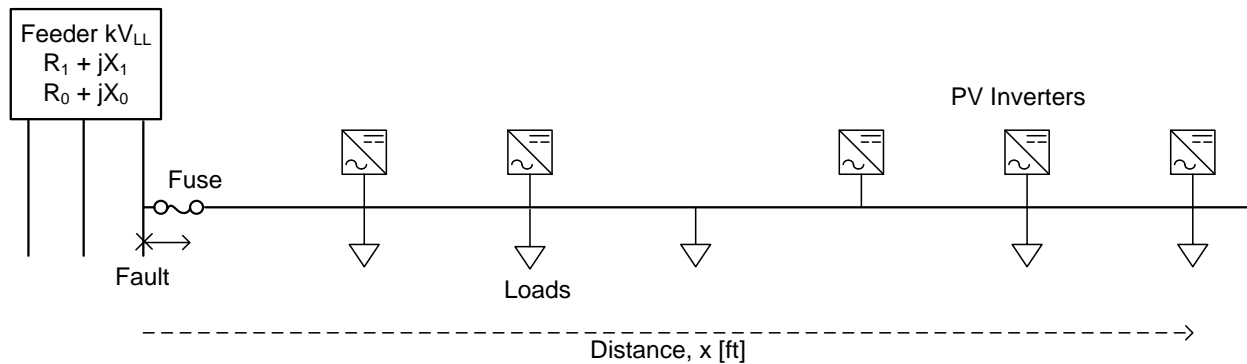 Feeder kV_LL
R_1 + jX_1
R_0 + jX_0
PV Inverters
Fuse
Fault
Loads
Distance, x [ft]